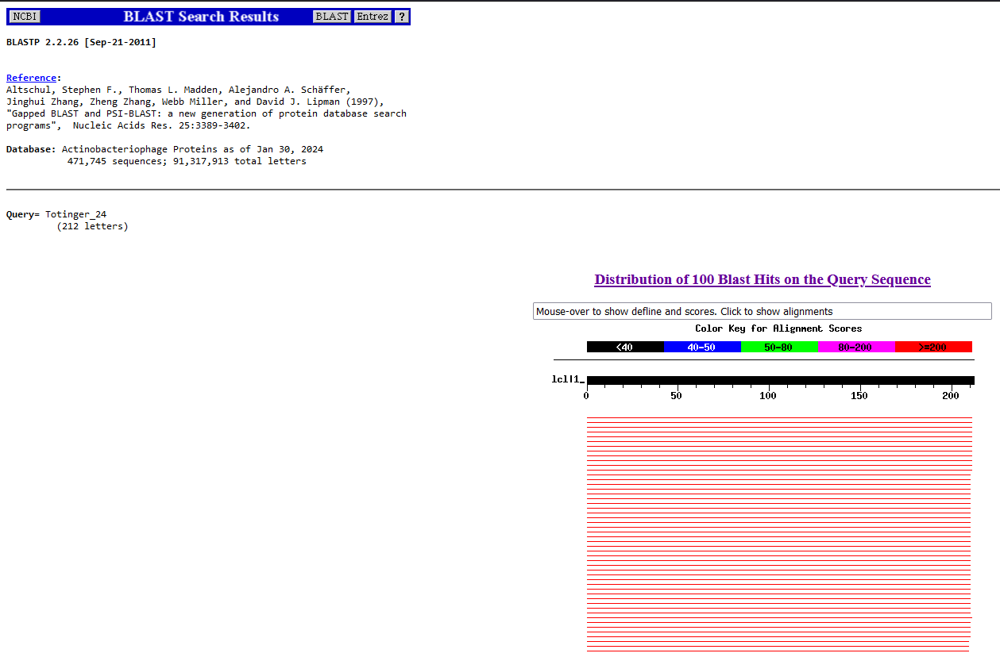 NCBI BLAST Search Results BLAST Entrez ?
BLASTP 2.2.26 [Sep-21-2011]
Reference:
Altschul, Stephen F., Thomas L. Madden, Alejandro A. Schäffer,
Jinghui Zhang, Zheng Zhang, Webb Miller, and David J. Lipman (1997),
"Gapped BLAST and PSI-BLAST: a new generation of protein database search
programs",  Nucleic Acids Res. 25:3389-3402.
Database: Actinobacteriophage Proteins as of Jan 30, 2024
471,745 sequences; 91,317,913 total letters
Query= Totinger_24
(212 letters)
Distribution of 100 Blast Hits on the Query Sequence
Mouse-over to show defline and scores. Click to show alignments
Color Key for Alignment Scores
<40 40-50 50-80 80-200 >=200
lcl|1_
0 50 100 150 200